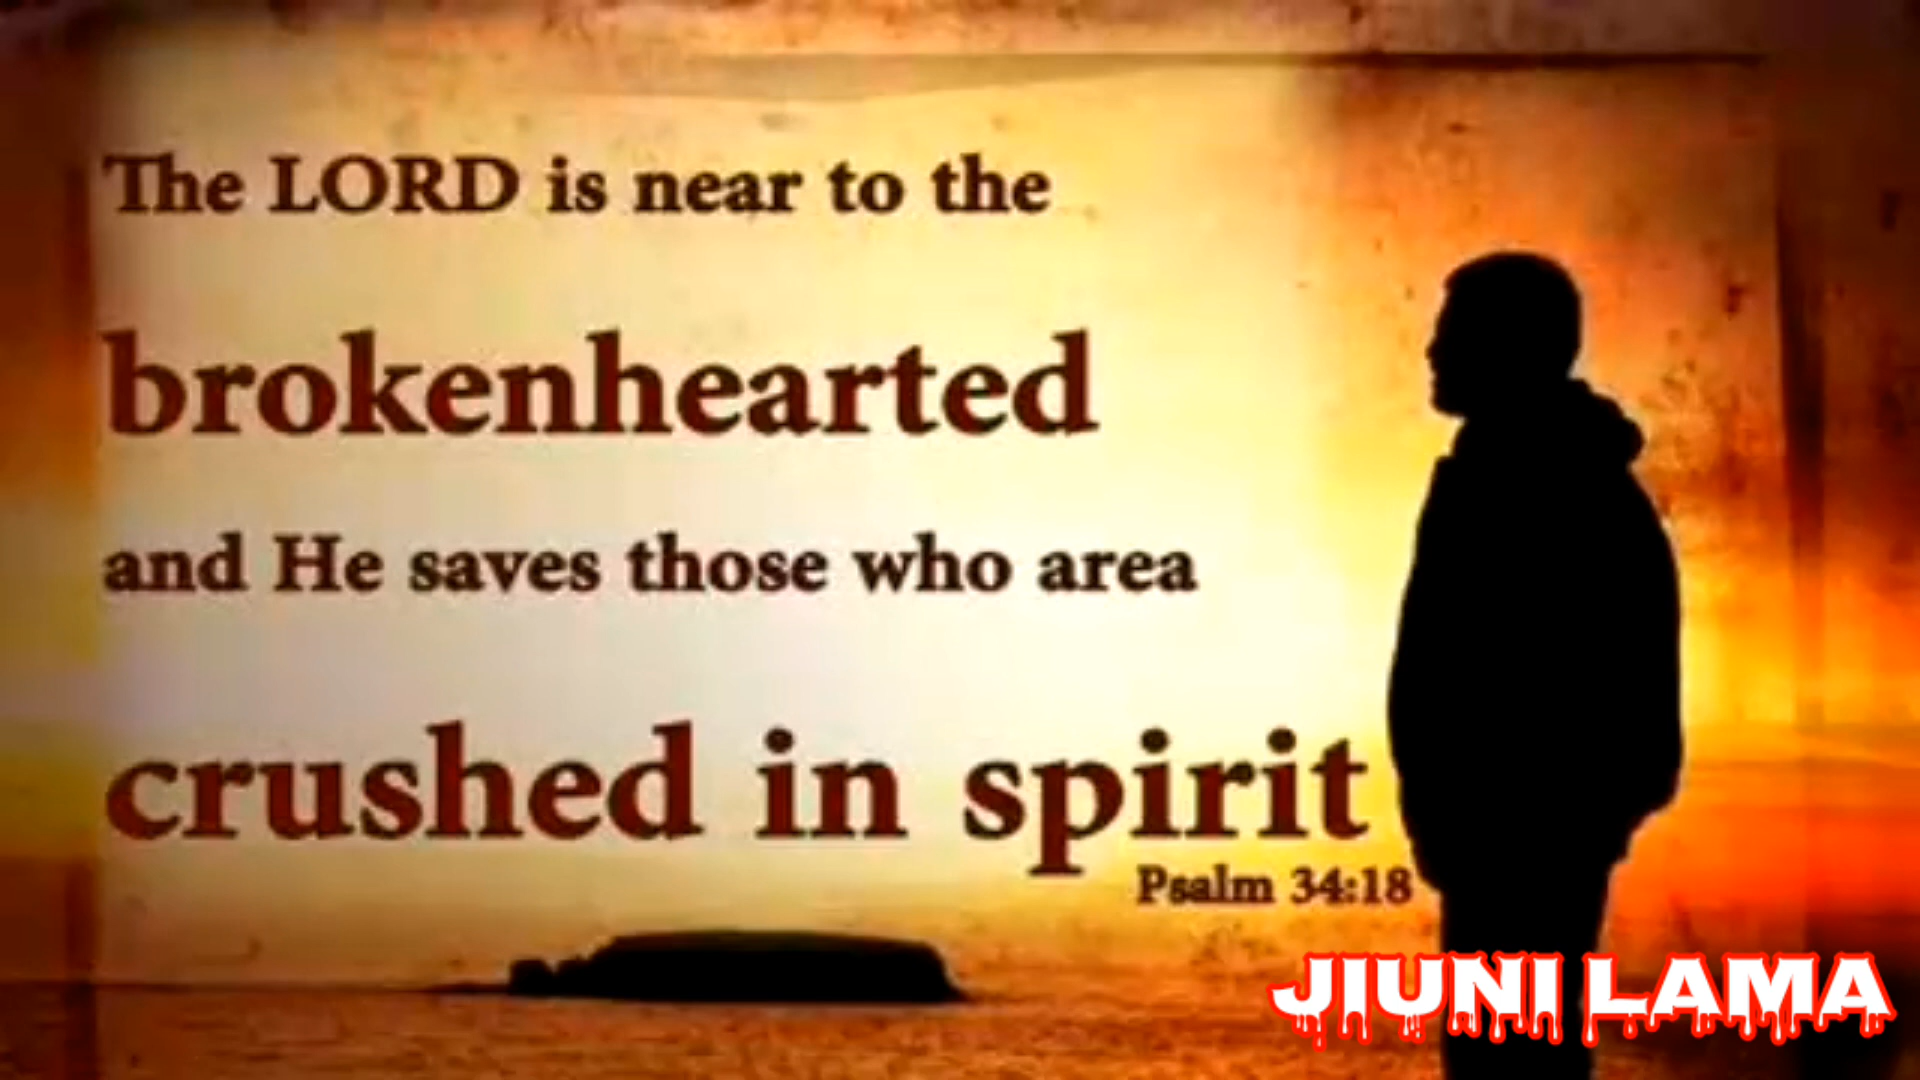 The LORD is near to the
brokenhearted
and He saves those who area
crushed in spirit
Psalm 34:18
JIUNI LAMA